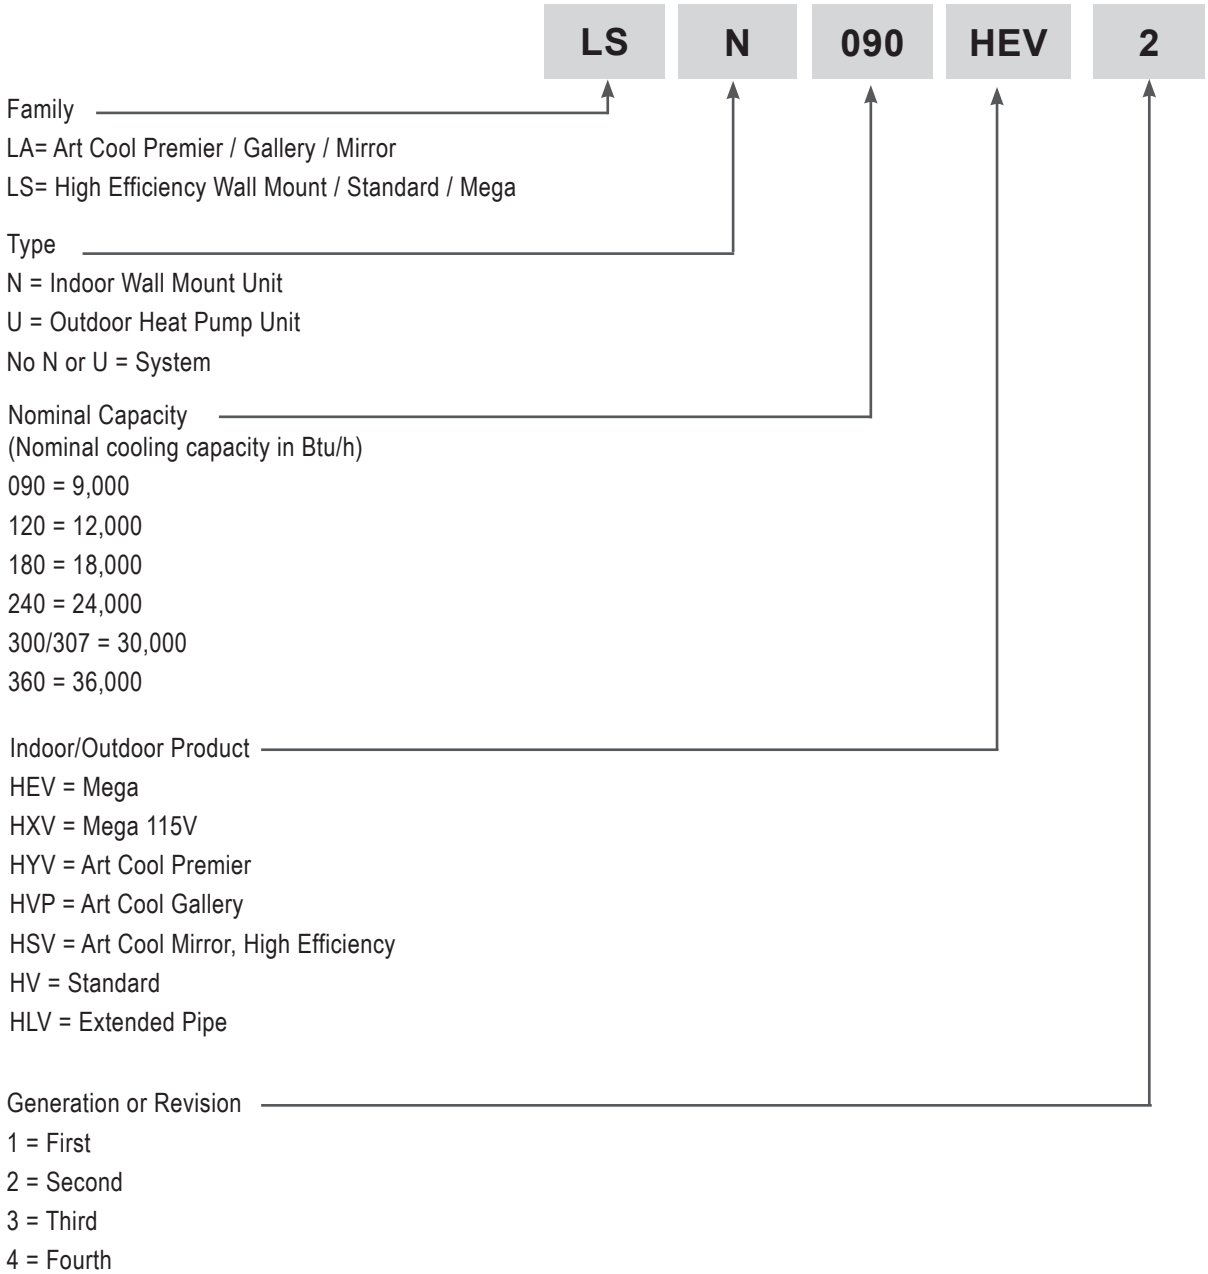 LS N 090 HEV 2
Family
LA= Art Cool Premier / Gallery / Mirror
LS= High Efficiency Wall Mount / Standard / Mega
Type
N = Indoor Wall Mount Unit
U = Outdoor Heat Pump Unit
No N or U = System
Nominal Capacity
(Nominal cooling capacity in Btu/h)
090 = 9,000
120 = 12,000
180 = 18,000
240 = 24,000
300/307 = 30,000
360 = 36,000
Indoor/Outdoor Product
HEV = Mega
HXV = Mega 115V
HYV = Art Cool Premier
HVP = Art Cool Gallery
HSV = Art Cool Mirror, High Efficiency
HV = Standard
HLV = Extended Pipe
Generation or Revision
1 = First
2 = Second
3 = Third
4 = Fourth